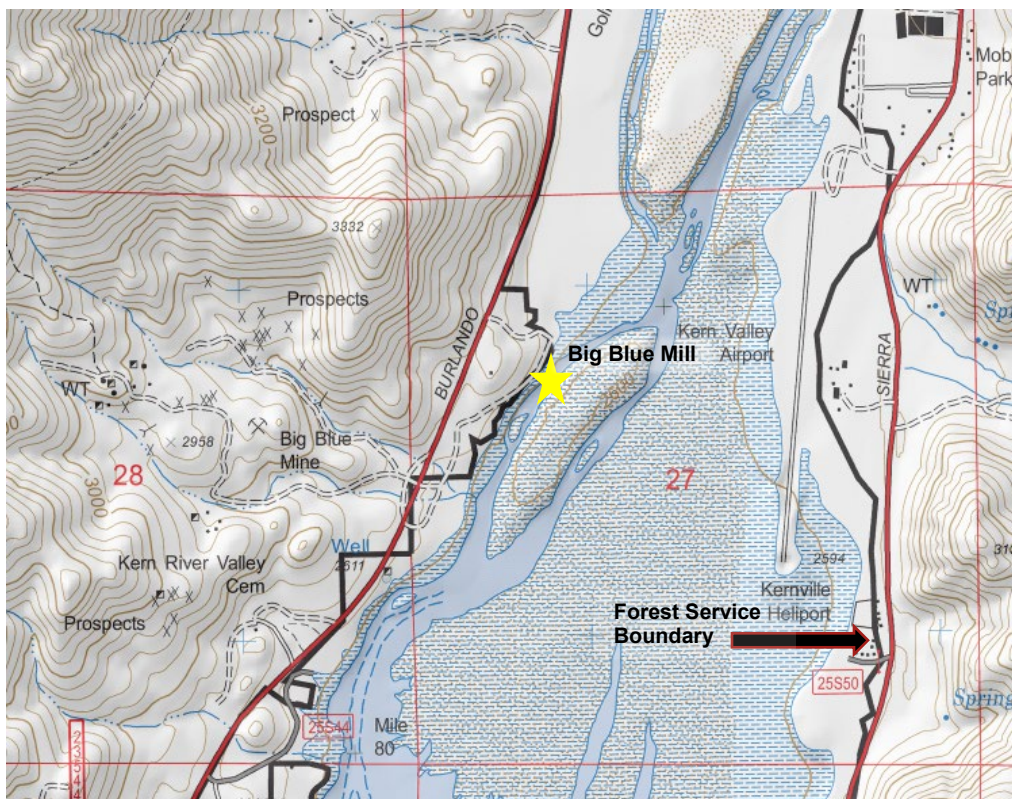 Prospect
3200
Mob
Park
3332
Prospects
BURLANDO
WT
Kern Valley
Airport
Big Blue Mill
WT
SIERRA
2958
Big Blue
Mine
28
27
3000
Well
2611
2594
Kern River Valley
Cem
Kernville
Heliport
Prospects
Forest Service
Boundary
25S50
Spring
25S44
Mile
80